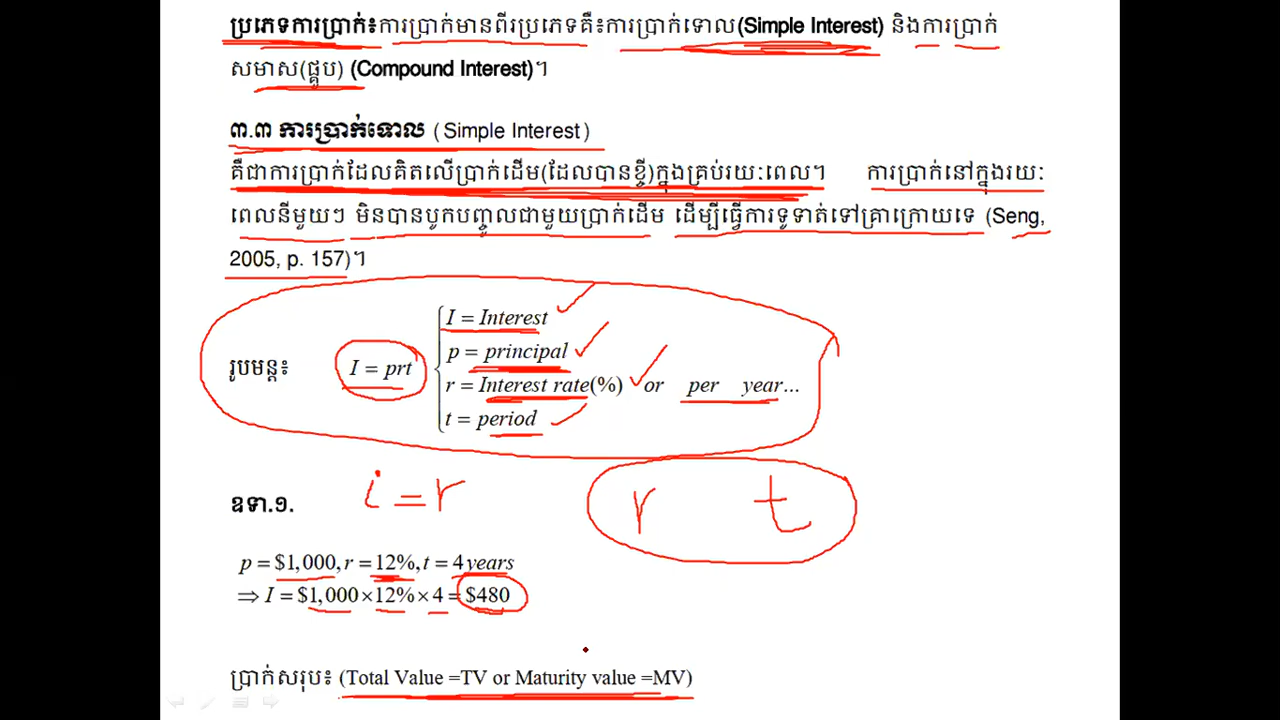 ប្រភេទការប្រាក់៖ការប្រាក់មានពីរប្រភេទគឺ៖ការប្រាក់ទោល(Simple Interest) និងការប្រាក់
សមាស(ផ្គួប) (Compound Interest)។
៣.៣ ការប្រាក់ទោល (Simple Interest)
គឺជាការប្រាក់ដែលគិតលើប្រាក់ដើម(ដែលបានខ្ចី)ក្នុងគ្រប់រយៈពេល។ ការប្រាក់នៅក្នុងរយៈ
ពេលនីមួយៗ មិនបានបូកបញ្ចូលជាមួយប្រាក់ដើម ដើម្បីធ្វើការទូទាត់ទៅគ្រាក្រោយទេ (Seng,
2005, p. 157)។
I = Interest
p = principal
រូបមន្ត៖ I = prt
r = Interest rate(%) or per year...
t = period
i = r
r t
ឧទា.១.
p = $1,000, r = 12%, t = 4 years
⇒ I = $1,000 × 12% × 4 = $480
ប្រាក់សរុប៖ (Total Value =TV or Maturity value =MV)